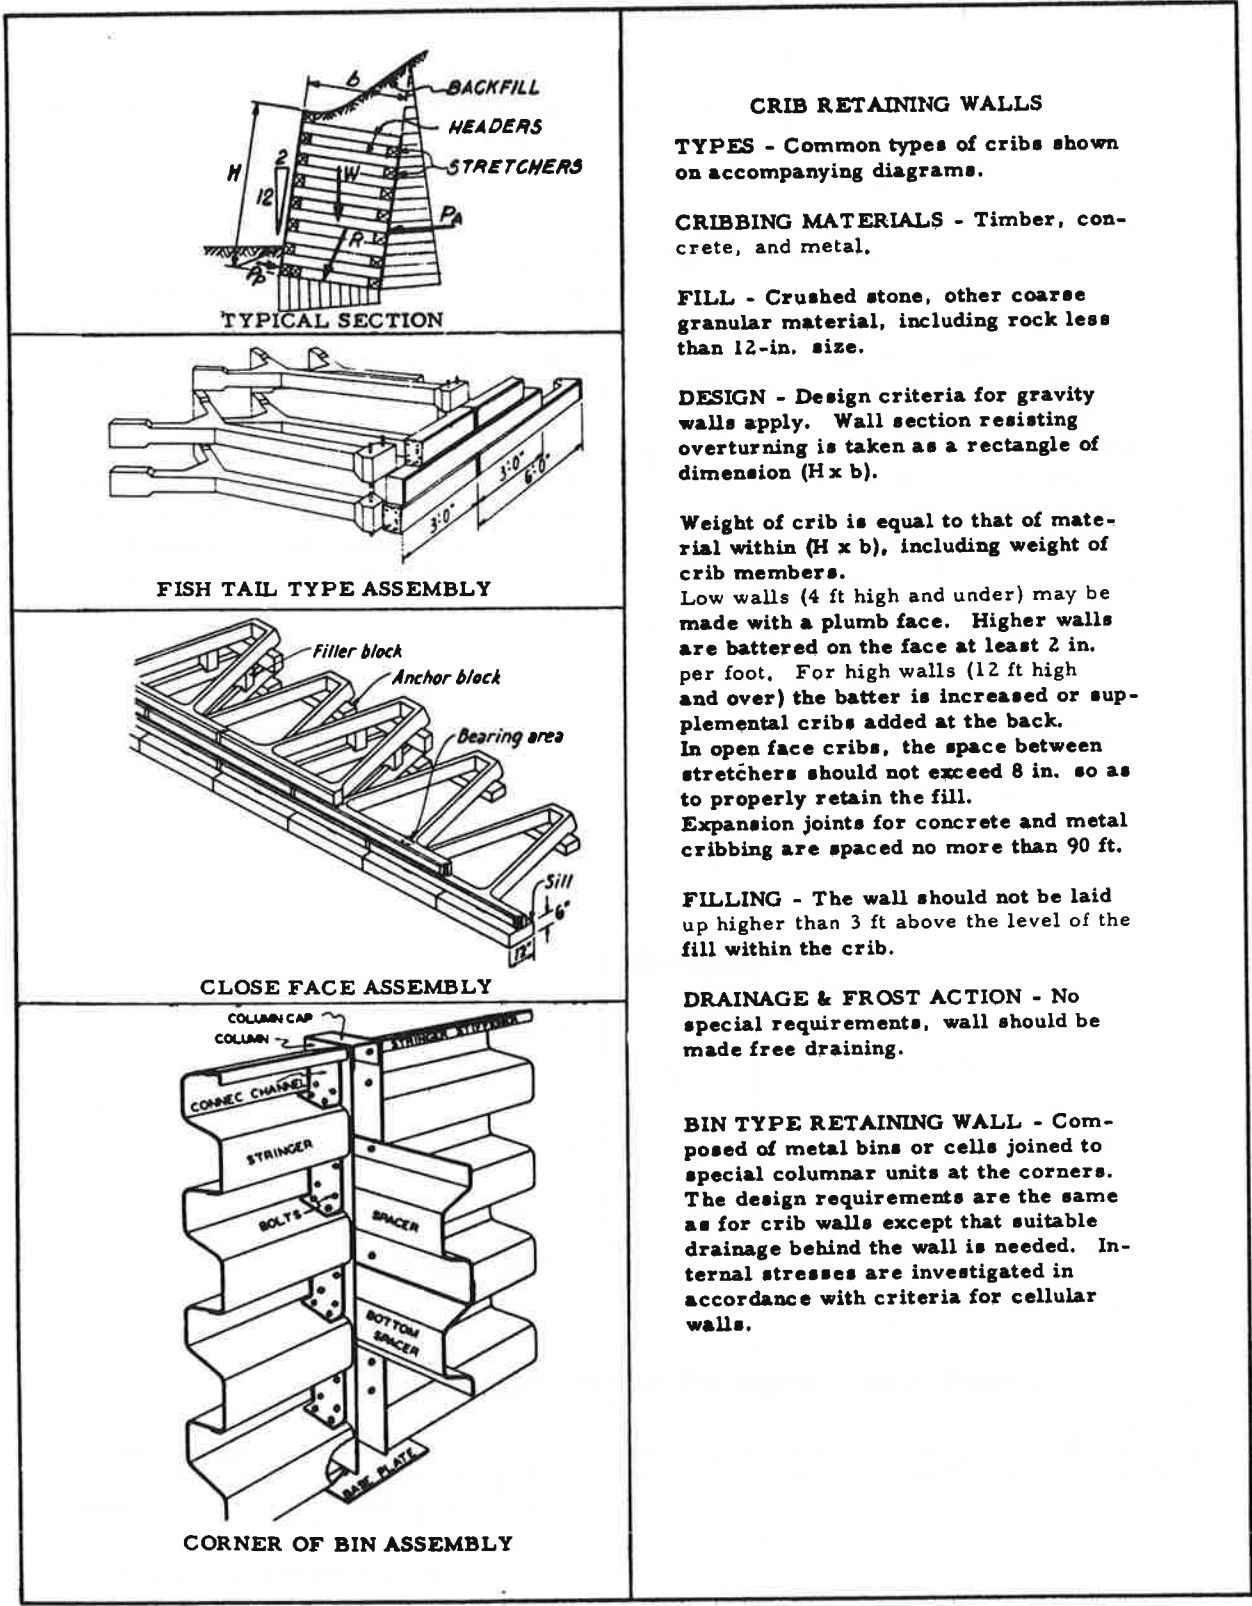 b
BACKFILL
HEADERS
STRETCHERS
H
2
12
W
PA
R
PP
TYPICAL SECTION
3'-0"
6'-0"
3'-0"
FISH TAIL TYPE ASSEMBLY
Filler block
Anchor block
Bearing area
Sill
6"
12"
CLOSE FACE ASSEMBLY
COLUMN CAP
COLUMN
STRINGER STIFFENER
CONNEC CHANNEL
STRINGER
BOLTS
SPACER
BOTTOM
SPACER
BASE PLATE
CORNER OF BIN ASSEMBLY
CRIB RETAINING WALLS
TYPES - Common types of cribs shown
on accompanying diagrams.
CRIBBING MATERIALS - Timber, con-
crete, and metal.
FILL - Crushed stone, other coarse
granular material, including rock less
than 12-in. size.
DESIGN - Design criteria for gravity
walls apply. Wall section resisting
overturning is taken as a rectangle of
dimension (H x b).
Weight of crib is equal to that of mate-
rial within (H x b), including weight of
crib members.
Low walls (4 ft high and under) may be
made with a plumb face. Higher walls
are battered on the face at least 2 in.
per foot. For high walls (12 ft high
and over) the batter is increased or sup-
plemental cribs added at the back.
In open face cribs, the space between
stretchers should not exceed 8 in. so as
to properly retain the fill.
Expansion joints for concrete and metal
cribbing are spaced no more than 90 ft.
FILLING - The wall should not be laid
up higher than 3 ft above the level of the
fill within the crib.
DRAINAGE & FROST ACTION - No
special requirements, wall should be
made free draining.
BIN TYPE RETAINING WALL - Com-
posed of metal bins or cells joined to
special columnar units at the corners.
The design requirements are the same
as for crib walls except that suitable
drainage behind the wall is needed. In-
ternal stresses are investigated in
accordance with criteria for cellular
walls.